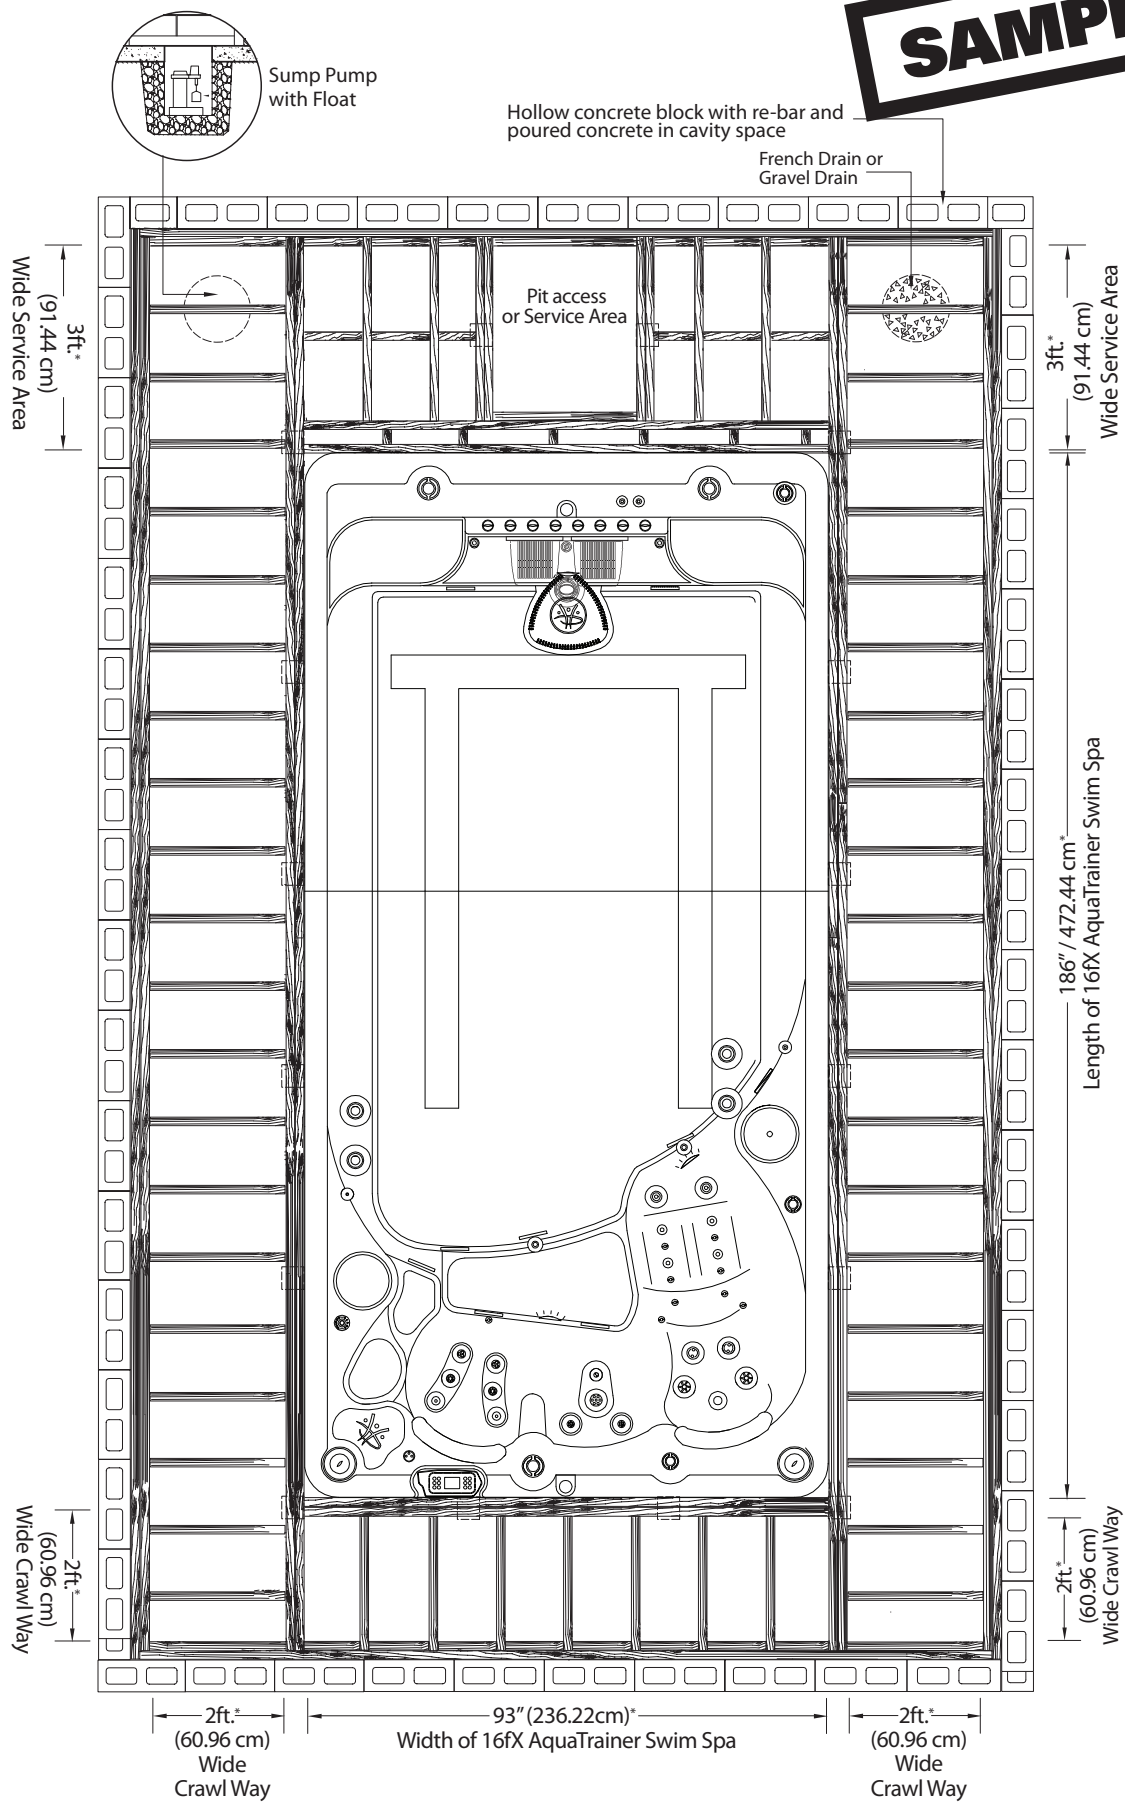 SAMPL
Sump Pump
with Float
Hollow concrete block with re-bar and
poured concrete in cavity space
French Drain or
Gravel Drain
Pit access
or Service Area
3ft.*
(91.44 cm)
Wide Service Area
3ft.*
(91.44 cm)
Wide Service Area
186” / 472.44 cm*
Length of 16fX AquaTrainer Swim Spa
2ft.*
(60.96 cm)
Wide Crawl Way
2ft.*
(60.96 cm)
Wide Crawl Way
2ft.*
(60.96 cm)
Wide
Crawl Way
93” (236.22cm)*
Width of 16fX AquaTrainer Swim Spa
2ft.*
(60.96 cm)
Wide
Crawl Way